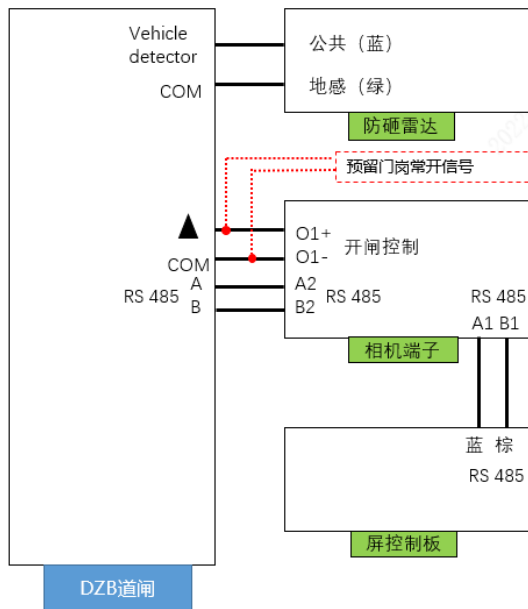 Vehicle detector
COM
公共（蓝）
地感（绿）
防砸雷达
预留门岗常开信号
▲
COM
RS 485
A
B
O1+
O1-
开闸控制
A2
B2
RS 485
RS 485
A1 B1
相机端子
蓝 棕
RS 485
屏控制板
DZB道闸